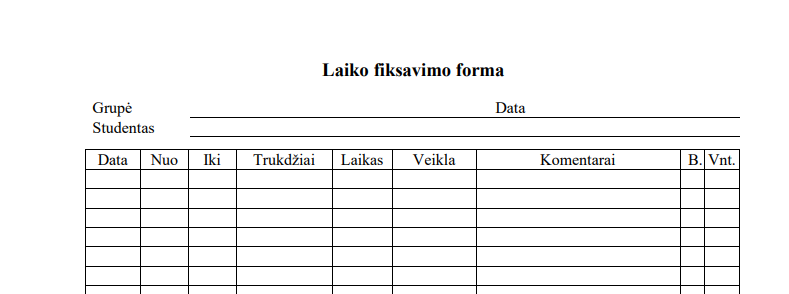 Laiko fiksavimo forma
Grupė Data
Studentas
Data Nuo Iki Trukdžiai Laikas Veikla Komentarai B. Vnt.